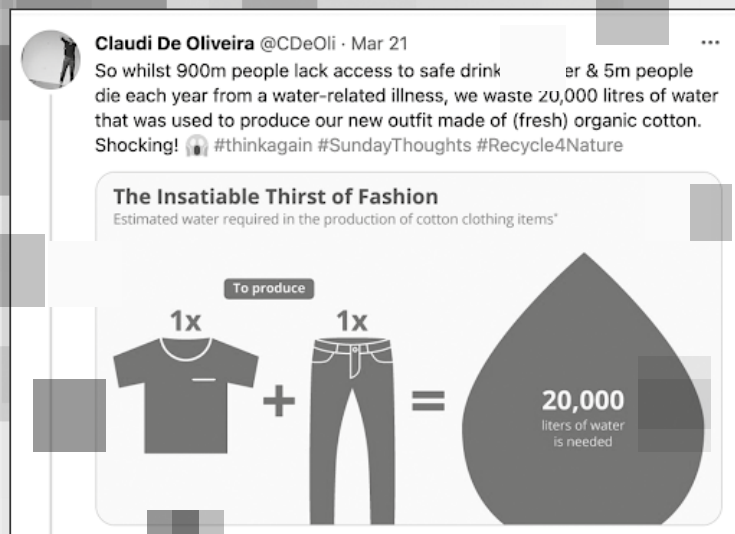 Claudi De Oliveira @CDeOli · Mar 21
So whilst 900m people lack access to safe drink er & 5m people
die each year from a water-related illness, we waste 20,000 litres of water
that was used to produce our new outfit made of (fresh) organic cotton.
Shocking! 😱 #thinkagain #SundayThoughts #Recycle4Nature
The Insatiable Thirst of Fashion
Estimated water required in the production of cotton clothing items*
To produce
1x 1x
+ =
20,000
liters of water
is needed